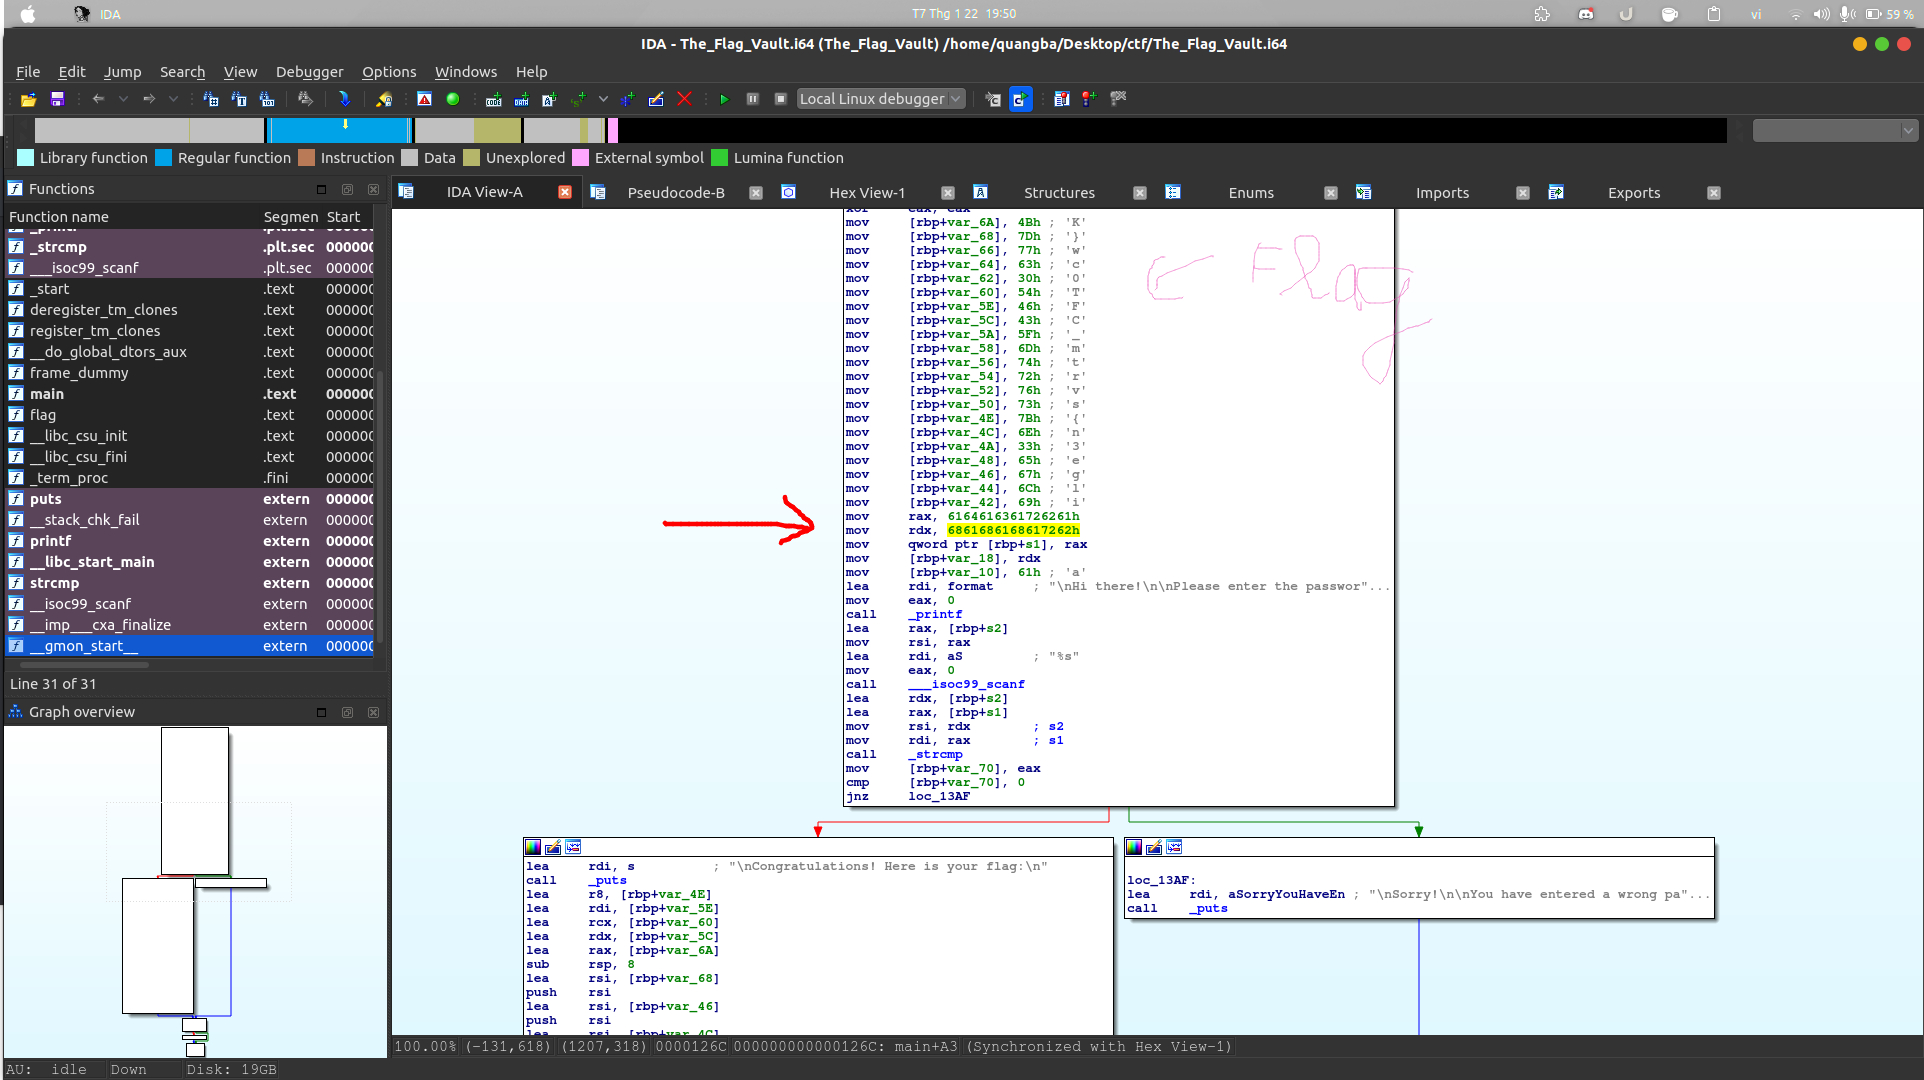 IDA
T7 Thg 1 22 19:50
vi
59 %
IDA - The_Flag_Vault.i64 (The_Flag_Vault) /home/quangba/Desktop/ctf/The_Flag_Vault.i64
File Edit Jump Search View Debugger Options Windows Help
Local Linux debugger
Library function Regular function Instruction Data Unexplored External symbol Lumina function
Functions
Function name Segmen Start
_printf .plt.sec 000000
_strcmp .plt.sec 000000
___isoc99_scanf .plt.sec 000000
_start .text 000000
deregister_tm_clones .text 000000
register_tm_clones .text 000000
__do_global_dtors_aux .text 000000
frame_dummy .text 000000
main .text 000000
flag .text 000000
__libc_csu_init .text 000000
__libc_csu_fini .text 000000
_term_proc .fini 000000
puts extern 000000
__stack_chk_fail extern 000000
printf extern 000000
__libc_start_main extern 000000
strcmp extern 000000
__isoc99_scanf extern 000000
__imp___cxa_finalize extern 000000
__gmon_start__ extern 000000
Line 31 of 31
Graph overview
IDA View-A Pseudocode-B Hex View-1 Structures Enums Imports Exports
xor eax, eax
mov [rbp+var_6A], 4Bh ; 'K'
mov [rbp+var_68], 7Dh ; '}'
mov [rbp+var_66], 77h ; 'w'
mov [rbp+var_64], 63h ; 'c'
mov [rbp+var_62], 30h ; '0'
mov [rbp+var_60], 54h ; 'T'
mov [rbp+var_5E], 46h ; 'F'
mov [rbp+var_5C], 43h ; 'C'
mov [rbp+var_5A], 5Fh ; '_'
mov [rbp+var_58], 6Dh ; 'm'
mov [rbp+var_56], 74h ; 't'
mov [rbp+var_54], 72h ; 'r'
mov [rbp+var_52], 76h ; 'v'
mov [rbp+var_50], 73h ; 's'
mov [rbp+var_4E], 7Bh ; '{'
mov [rbp+var_4C], 6Eh ; 'n'
mov [rbp+var_4A], 33h ; '3'
mov [rbp+var_48], 65h ; 'e'
mov [rbp+var_46], 67h ; 'g'
mov [rbp+var_44], 6Ch ; 'l'
mov [rbp+var_42], 69h ; 'i'
mov rax, 6164616361726261h
mov rdx, 6861686168617262h
mov qword ptr [rbp+s1], rax
mov [rbp+var_18], rdx
mov [rbp+var_10], 61h ; 'a'
lea rdi, format ; "\nHi there!\n\nPlease enter the passwor"...
mov eax, 0
call _printf
lea rax, [rbp+s2]
mov rsi, rax
lea rdi, aS ; "%s"
mov eax, 0
call ___isoc99_scanf
lea rdx, [rbp+s2]
lea rax, [rbp+s1]
mov rsi, rdx ; s2
mov rdi, rax ; s1
call _strcmp
mov [rbp+var_70], eax
cmp [rbp+var_70], 0
jnz loc_13AF
Flag
lea rdi, s ; "\nCongratulations! Here is your flag:\n"
call _puts
lea r8, [rbp+var_4E]
lea rdi, [rbp+var_5E]
lea rcx, [rbp+var_60]
lea rdx, [rbp+var_5C]
lea rax, [rbp+var_6A]
sub rsp, 8
lea rsi, [rbp+var_68]
push rsi
lea rsi, [rbp+var_46]
push rsi
lea rsi, [rbp+var_4C]
loc_13AF:
lea rdi, aSorryYouHaveEn ; "\nSorry!\n\nYou have entered a wrong pa"...
call _puts
100.00% (-131,618) (1207,318) 0000126C 000000000000126C: main+A3 (Synchronized with Hex View-1)
AU: idle Down Disk: 19GB